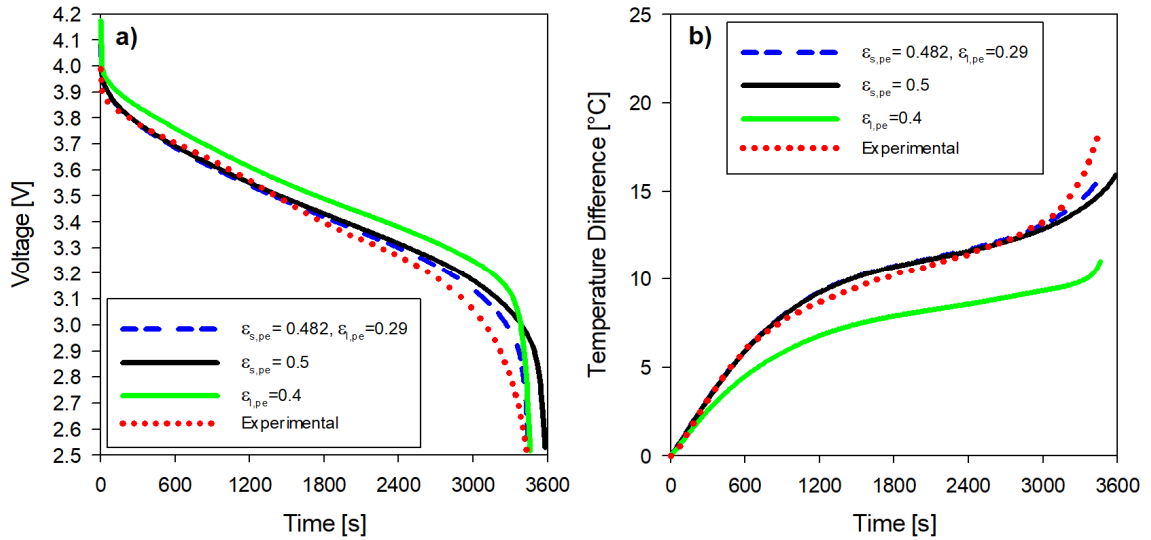 a)
4.2
4.1
4.0
3.9
3.8
3.7
3.6
3.5
3.4
3.3
3.2
3.1
3.0
2.9
2.8
2.7
2.6
2.5
Voltage [V]
εs,pe= 0.482, εl,pe=0.29
εs,pe= 0.5
εl,pe=0.4
Experimental
0 600 1200 1800 2400 3000 3600
Time [s]
b)
25
20
15
10
5
0
Temperature Difference [°C]
εs,pe= 0.482, εl,pe=0.29
εs,pe= 0.5
εl,pe=0.4
Experimental
0 600 1200 1800 2400 3000 3600
Time [s]